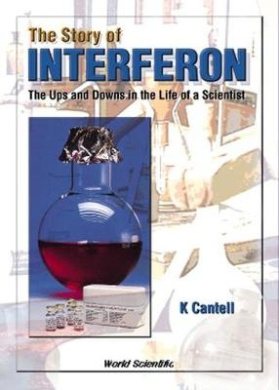 The Story of
INTERFERON
The Ups and Downs in the Life of a Scientist
K Cantell
World Scientific